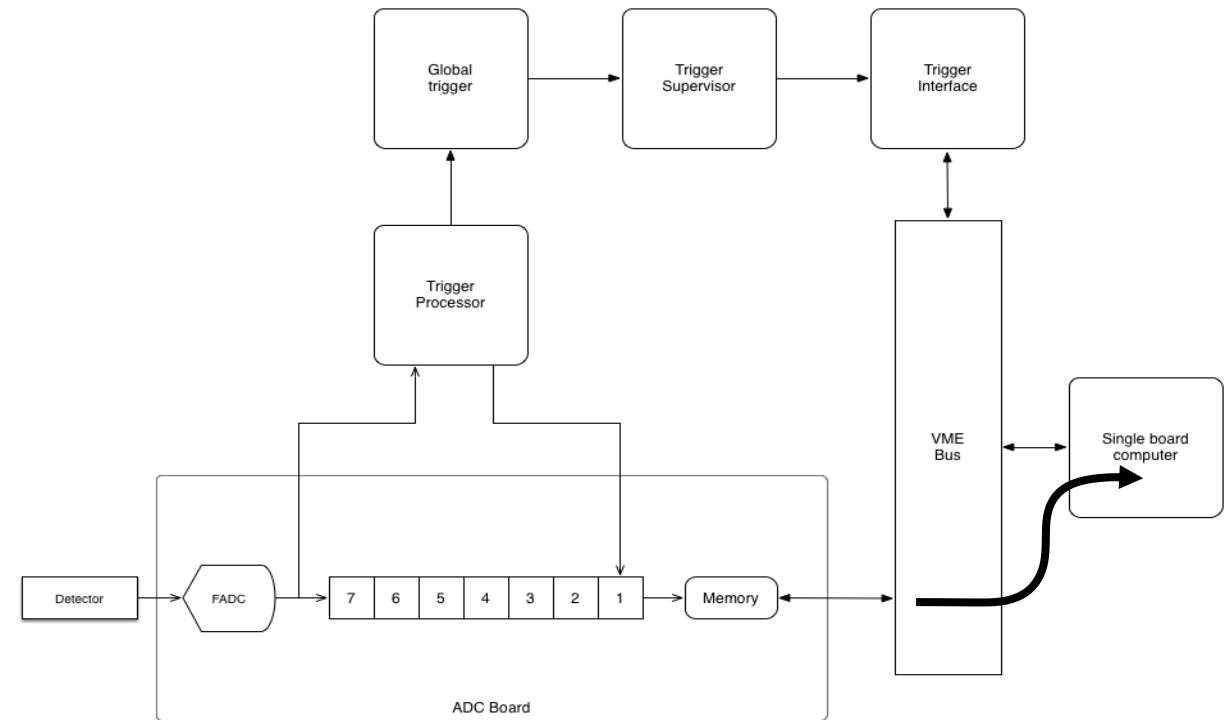 Global
trigger
Trigger
Supervisor
Trigger
Interface
Trigger
Processor
VME
Bus
Single board
computer
Detector
FADC
7 6 5 4 3 2 1
Memory
ADC Board